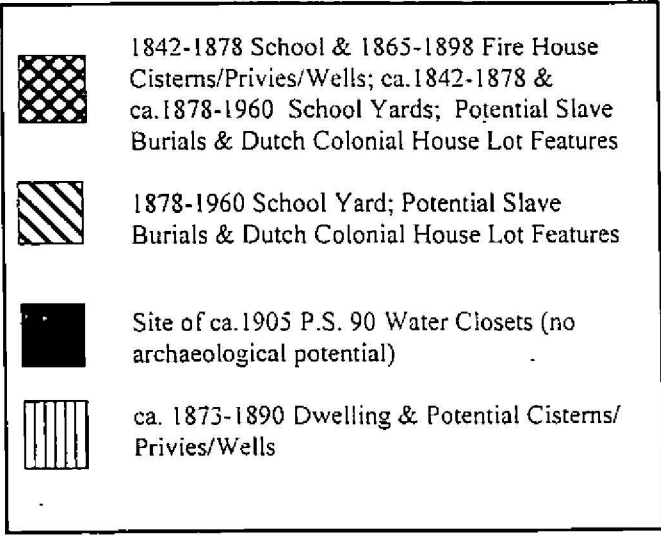 1842-1878 School & 1865-1898 Fire House
Cisterns/Privies/Wells; ca.1842-1878 &
ca.1878-1960 School Yards; Potential Slave
Burials & Dutch Colonial House Lot Features
1878-1960 School Yard; Potential Slave
Burials & Dutch Colonial House Lot Features
Site of ca.1905 P.S. 90 Water Closets (no
archaeological potential)
ca. 1873-1890 Dwelling & Potential Cisterns/
Privies/Wells